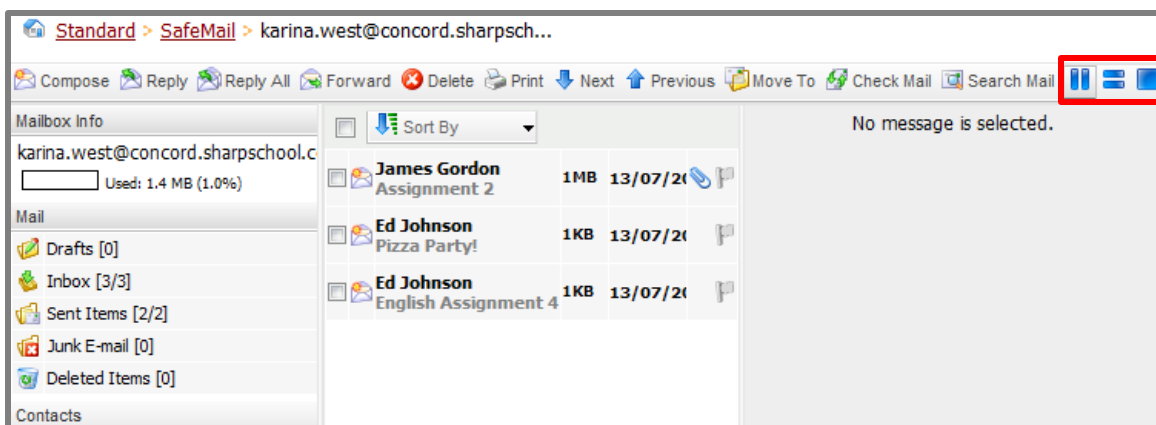 Standard > SafeMail > karina.west@concord.sharpsch...
Compose Reply Reply All Forward Delete Print Next Previous Move To Check Mail Search Mail
Mailbox Info
karina.west@concord.sharpschool.c
Used: 1.4 MB (1.0%)
Mail
Drafts [0]
Inbox [3/3]
Sent Items [2/2]
Junk E-mail [0]
Deleted Items [0]
Contacts
Sort By
James Gordon 1MB 13/07/20
Assignment 2
Ed Johnson 1KB 13/07/20
Pizza Party!
Ed Johnson 1KB 13/07/20
English Assignment 4
No message is selected.